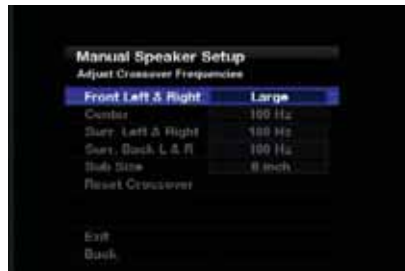 Manual Speaker Setup
Adjust Crossover Frequencies
Front Left & Right Large
Center 100 Hz
Surr. Left & Right 100 Hz
Surr. Back L & R 100 Hz
Sub Size 8 inch
Reset Crossover
Exit
Back